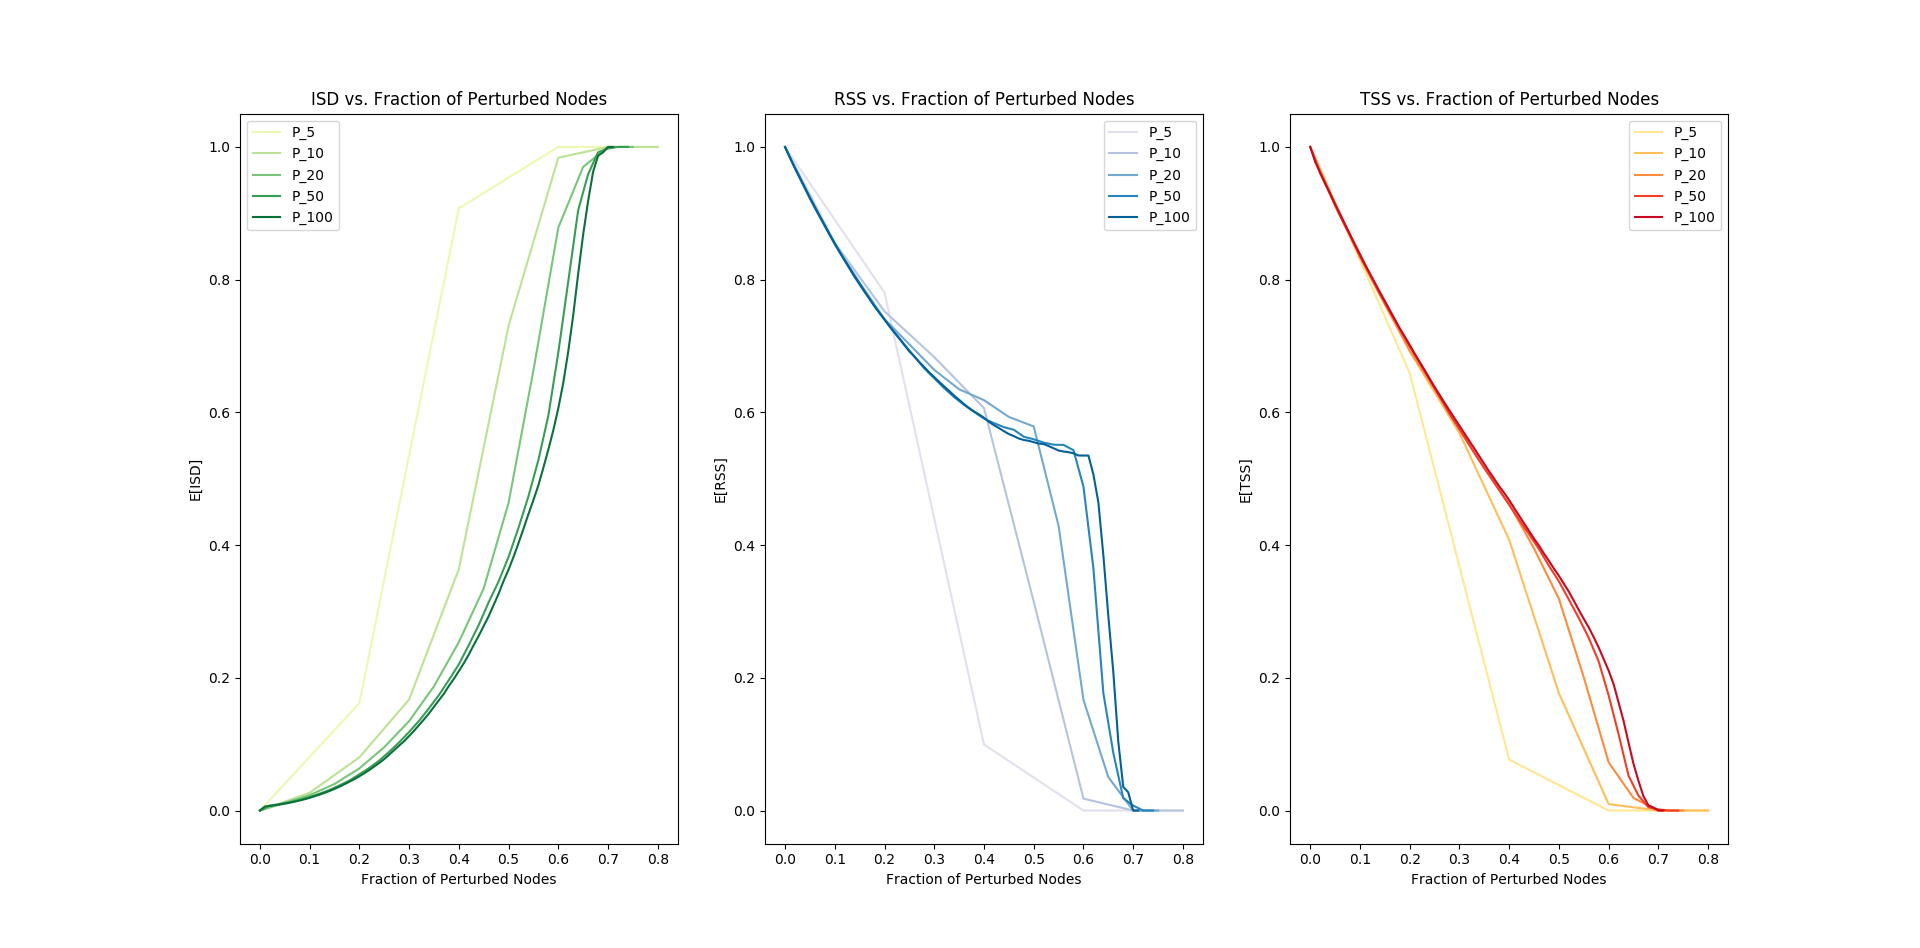 ISD vs. Fraction of Perturbed Nodes
P_5
P_10
P_20
P_50
P_100
1.0
0.8
0.6
0.4
0.2
0.0
E[ISD]
0.0 0.1 0.2 0.3 0.4 0.5 0.6 0.7 0.8
Fraction of Perturbed Nodes
RSS vs. Fraction of Perturbed Nodes
P_5
P_10
P_20
P_50
P_100
1.0
0.8
0.6
0.4
0.2
0.0
E[RSS]
0.0 0.1 0.2 0.3 0.4 0.5 0.6 0.7 0.8
Fraction of Perturbed Nodes
TSS vs. Fraction of Perturbed Nodes
P_5
P_10
P_20
P_50
P_100
1.0
0.8
0.6
0.4
0.2
0.0
E[TSS]
0.0 0.1 0.2 0.3 0.4 0.5 0.6 0.7 0.8
Fraction of Perturbed Nodes